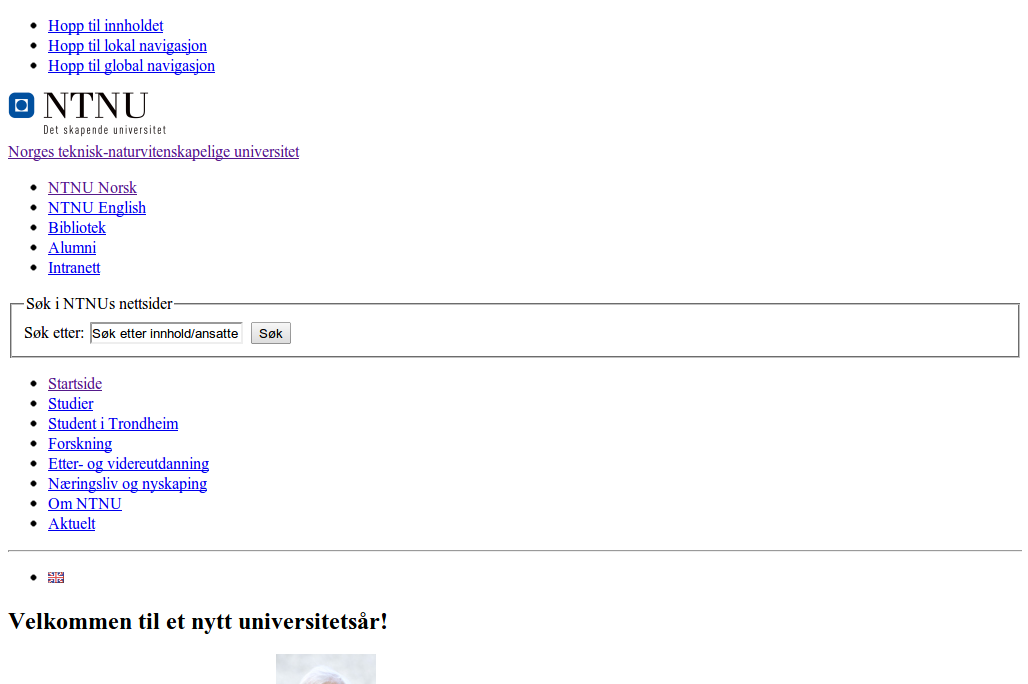 Hopp til innholdet
Hopp til lokal navigasjon
Hopp til global navigasjon
NTNU
Det skapende universitet
Norges teknisk-naturvitenskapelige universitet
NTNU Norsk
NTNU English
Bibliotek
Alumni
Intranett
Søk i NTNUs nettsider
Søk etter: Søk etter innhold/ansatte Søk
Startside
Studier
Student i Trondheim
Forskning
Etter- og videreutdanning
Næringsliv og nyskaping
Om NTNU
Aktuelt
Velkommen til et nytt universitetsår!